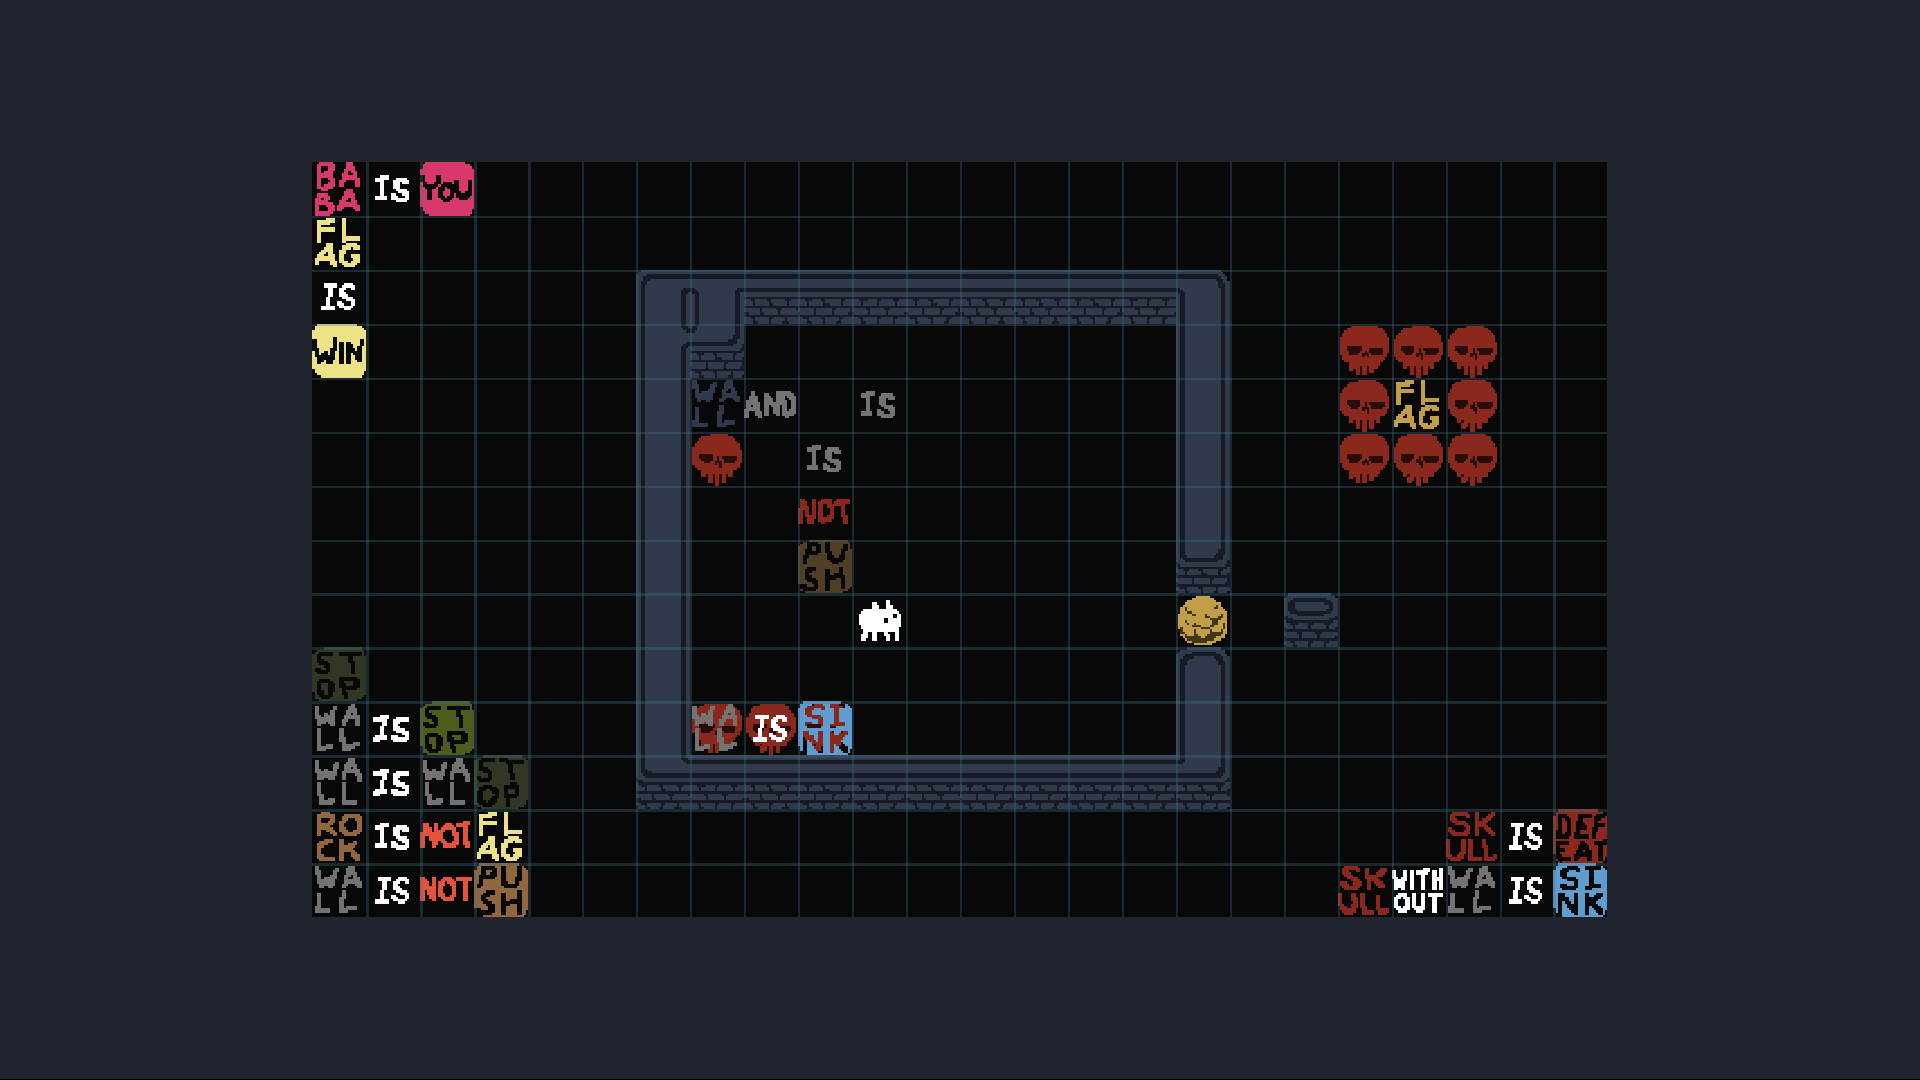 BABA IS YOU
FLAG
IS
WIN
WALL AND IS FLAG
IS
NOT
PUSH
STOP
WALL IS STOP WALL IS SINK
WALL IS WALL STOP
ROCK IS NOT FLAG SKULL IS DEFEAT
WALL IS NOT PUSH SKULL WITHOUT WALL IS SINK